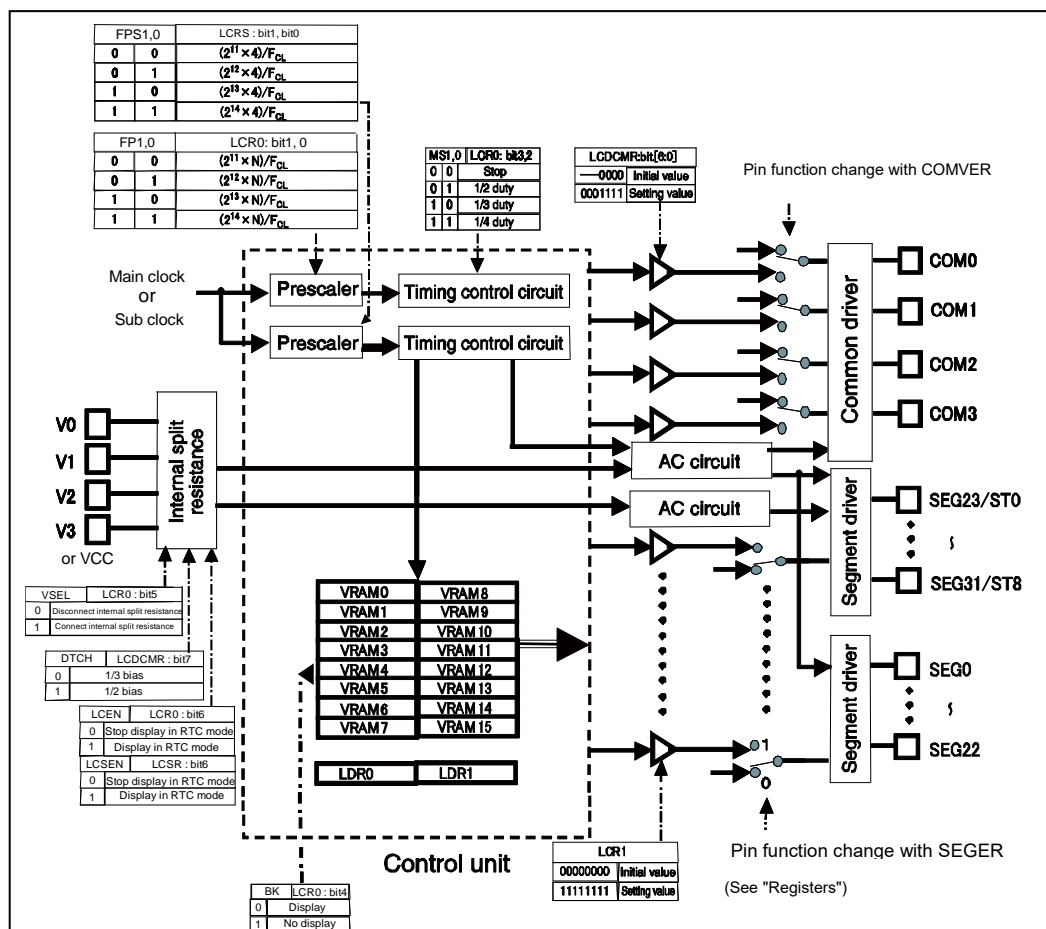 FPS1,0 LCRS : bit1, bit0
0 0 (2^11 × 4)/F_CL
0 1 (2^12 × 4)/F_CL
1 0 (2^13 × 4)/F_CL
1 1 (2^14 × 4)/F_CL
FP1,0 LCR0: bit1, 0
0 0 (2^11 × N)/F_CL
0 1 (2^12 × N)/F_CL
1 0 (2^13 × N)/F_CL
1 1 (2^14 × N)/F_CL
MS1,0 LCR0: bit3,2
0 0 Stop
0 1 1/2 duty
1 0 1/3 duty
1 1 1/4 duty
LCDCMR:bit[6:0]
—0000 Initial value
0001111 Setting value
Pin function change with COMVER
Main clock
or
Sub clock
Prescaler
Timing control circuit
Prescaler
Timing control circuit
Common driver
COM0
COM1
COM2
COM3
V0
V1
V2
V3
or VCC
Internal split
resistance
AC circuit
AC circuit
Segment driver
SEG23/ST0
SEG31/ST8
VSEL LCR0 : bit5
0 Disconnect internal split resistance
1 Connect internal split resistance
DTCH LCDCMR : bit7
0 1/3 bias
1 1/2 bias
LCEN LCR0 : bit6
0 Stop display in RTC mode
1 Display in RTC mode
LCSEN LCSR : bit6
0 Stop display in RTC mode
1 Display in RTC mode
VRAM0 VRAM8
VRAM1 VRAM9
VRAM2 VRAM10
VRAM3 VRAM11
VRAM4 VRAM12
VRAM5 VRAM13
VRAM6 VRAM14
VRAM7 VRAM15
LDR0 LDR1
Segment driver
SEG0
SEG22
1
0
Control unit
LCR1
00000000 Initial value
11111111 Setting value
Pin function change with SEGER
(See "Registers")
BK LCR0 : bit4
0 Display
1 No display